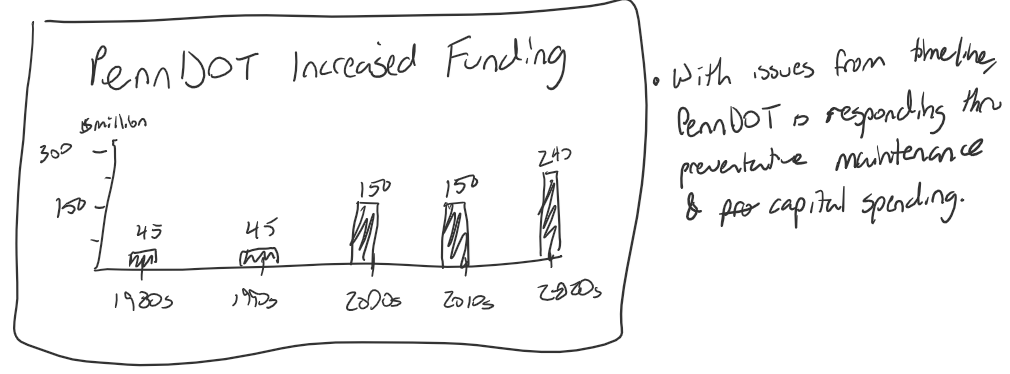 PennDOT Increased Funding
$million
300
150
45
45
150
150
240
1980s
1990s
2000s
2010s
2020s
• With issues from timeline,
PennDOT is responding thru
preventative maintenance
& capital spending.